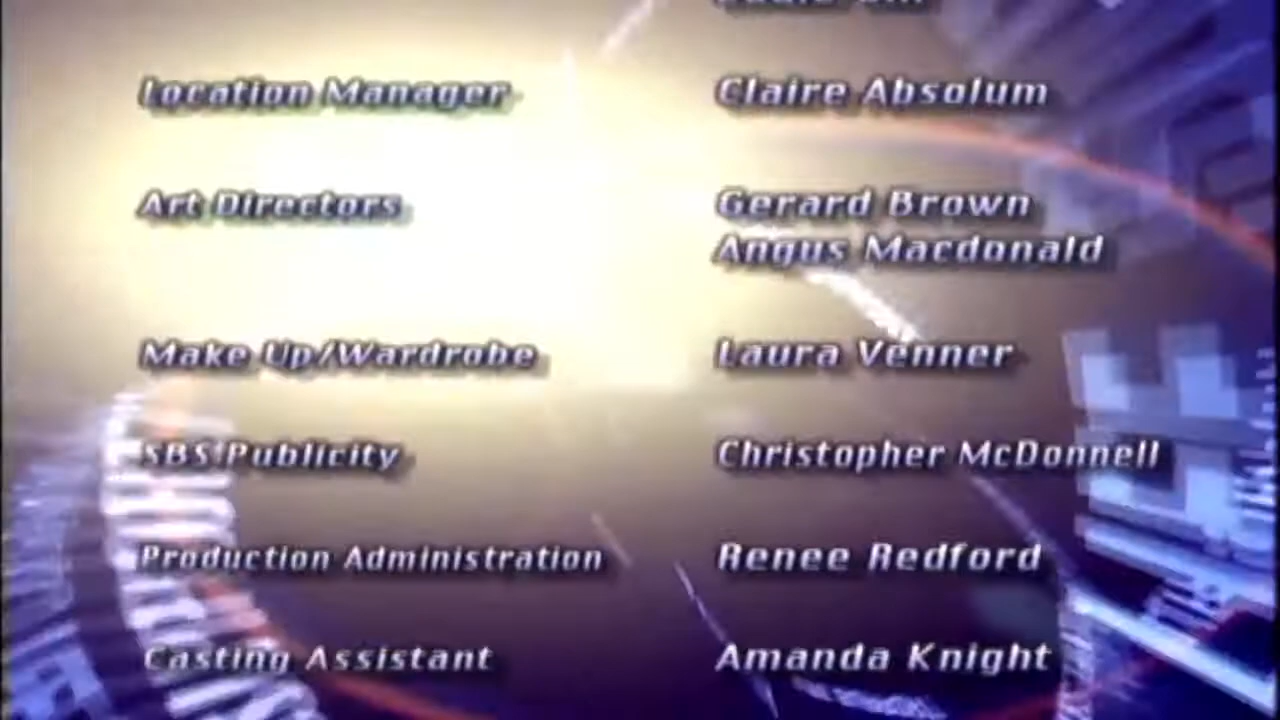 Location Manager Claire Absolum
Art Directors Gerard Brown
Angus Macdonald
Make Up/Wardrobe Laura Venner
SBS Publicity Christopher McDonnell
Production Administration Renee Redford
Casting Assistant Amanda Knight